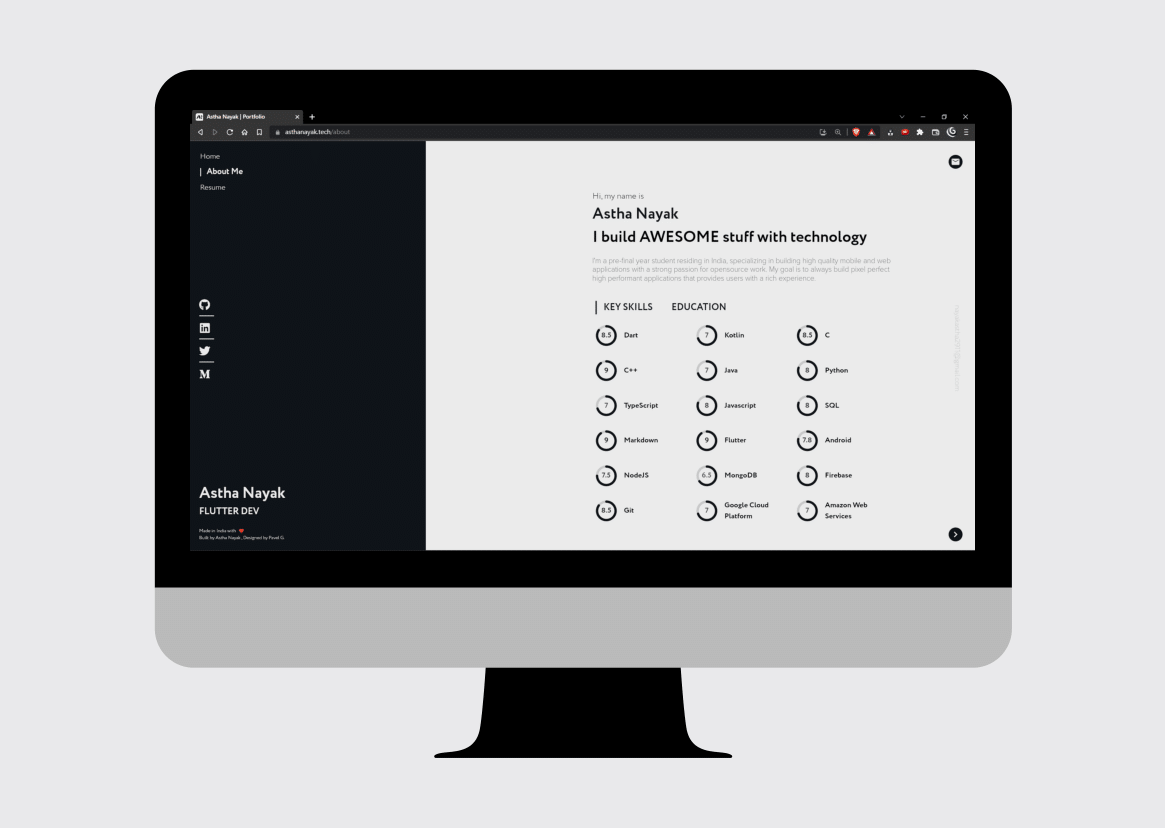 Astha Nayak | Portfolio
asthanayak.tech/about
Home
About Me
Resume
Hi, my name is
Astha Nayak
I build AWESOME stuff with technology
I'm a pre-final year student residing in India, specializing in building high quality mobile and web
applications with a strong passion for opensource work. My goal is to always build pixel perfect
high performant applications that provides users with a rich experience.
KEY SKILLS EDUCATION
8.5 Dart 7 Kotlin 8.5 C
9 C++ 7 Java 8 Python
7 TypeScript 8 Javascript 8 SQL
9 Markdown 9 Flutter 7.8 Android
7.5 NodeJS 6.5 MongoDB 8 Firebase
8.5 Git 7 Google Cloud
Platform 7 Amazon Web
Services
M
Astha Nayak
FLUTTER DEV
Made in India with
Built by Astha Nayak, Designed by Pavel G.